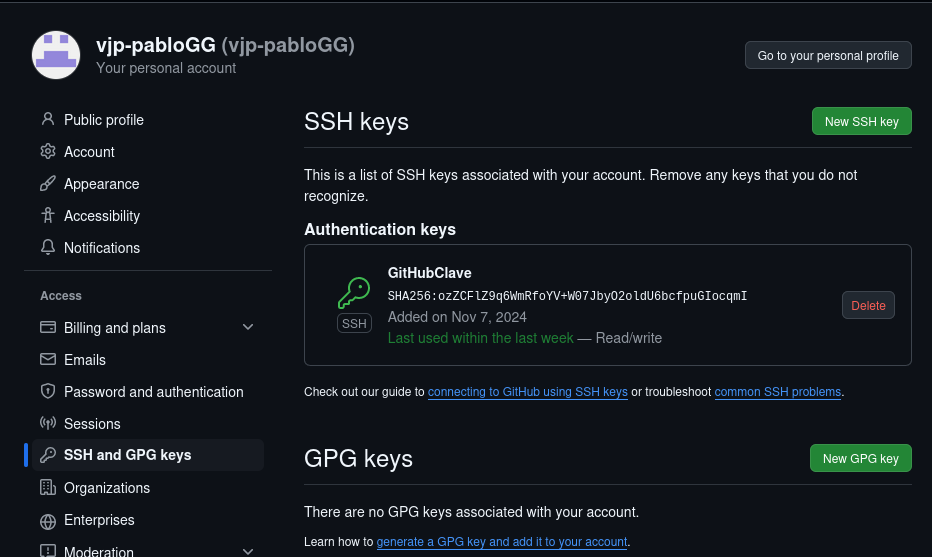 vjp-pabloGG (vjp-pabloGG)
Your personal account
Go to your personal profile
Public profile
Account
Appearance
Accessibility
Notifications
Access
Billing and plans
Emails
Password and authentication
Sessions
SSH and GPG keys
Organizations
Enterprises
Moderation
SSH keys
New SSH key
This is a list of SSH keys associated with your account. Remove any keys that you do not
recognize.
Authentication keys
GitHubClave
SHA256:ozZCFlZ9q6WmRfoYV+W07JbyO2oldU6bcfpuGIocqmI
SSH
Added on Nov 7, 2024
Last used within the last week — Read/write
Delete
Check out our guide to connecting to GitHub using SSH keys or troubleshoot common SSH problems.
GPG keys
New GPG key
There are no GPG keys associated with your account.
Learn how to generate a GPG key and add it to your account.